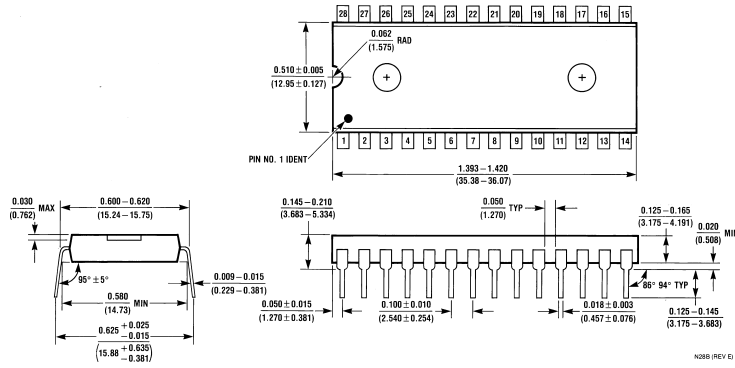 28 27 26 25 24 23 22 21 20 19 18 17 16 15
0.062
(1.575)
RAD
0.510 ± 0.005
(12.95 ± 0.127)
PIN NO. 1 IDENT
1 2 3 4 5 6 7 8 9 10 11 12 13 14
1.393 – 1.420
(35.38 – 36.07)
0.030
(0.762)
MAX
0.600 – 0.620
(15.24 – 15.75)
95° ± 5°
0.009 – 0.015
(0.229 – 0.381)
0.580
(14.73)
MIN
0.625 + 0.025
– 0.015
(15.88 + 0.635
– 0.381)
0.145 – 0.210
(3.683 – 5.334)
0.050
(1.270)
TYP
0.125 – 0.165
(3.175 – 4.191)
0.020
(0.508)
MI
0.050 ± 0.015
(1.270 ± 0.381)
0.100 ± 0.010
(2.540 ± 0.254)
0.018 ± 0.003
(0.457 ± 0.076)
86° 94° TYP
0.125 – 0.145
(3.175 – 3.683)
N28B (REV E)